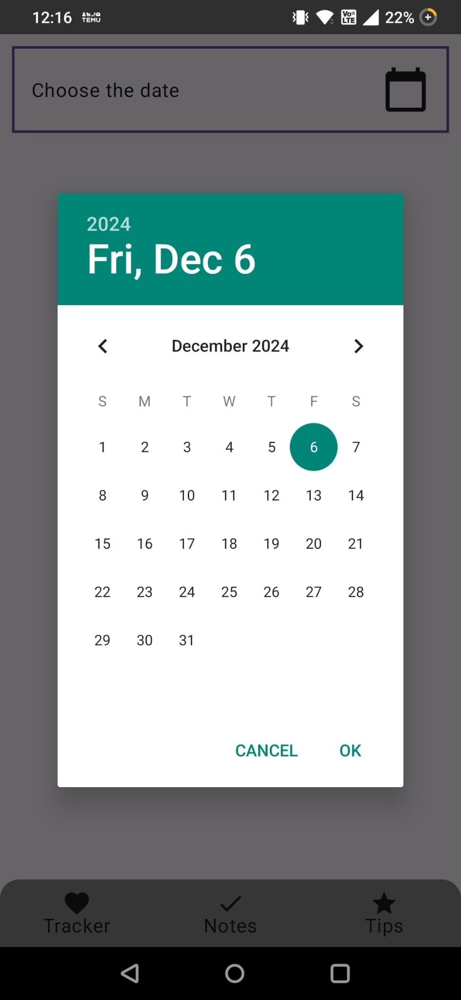 12:16 TEMU Vo)) LTE 22%
Choose the date
2024
Fri, Dec 6
December 2024
S M T W T F S
1 2 3 4 5 6 7
8 9 10 11 12 13 14
15 16 17 18 19 20 21
22 23 24 25 26 27 28
29 30 31
CANCEL OK
Tracker Notes Tips